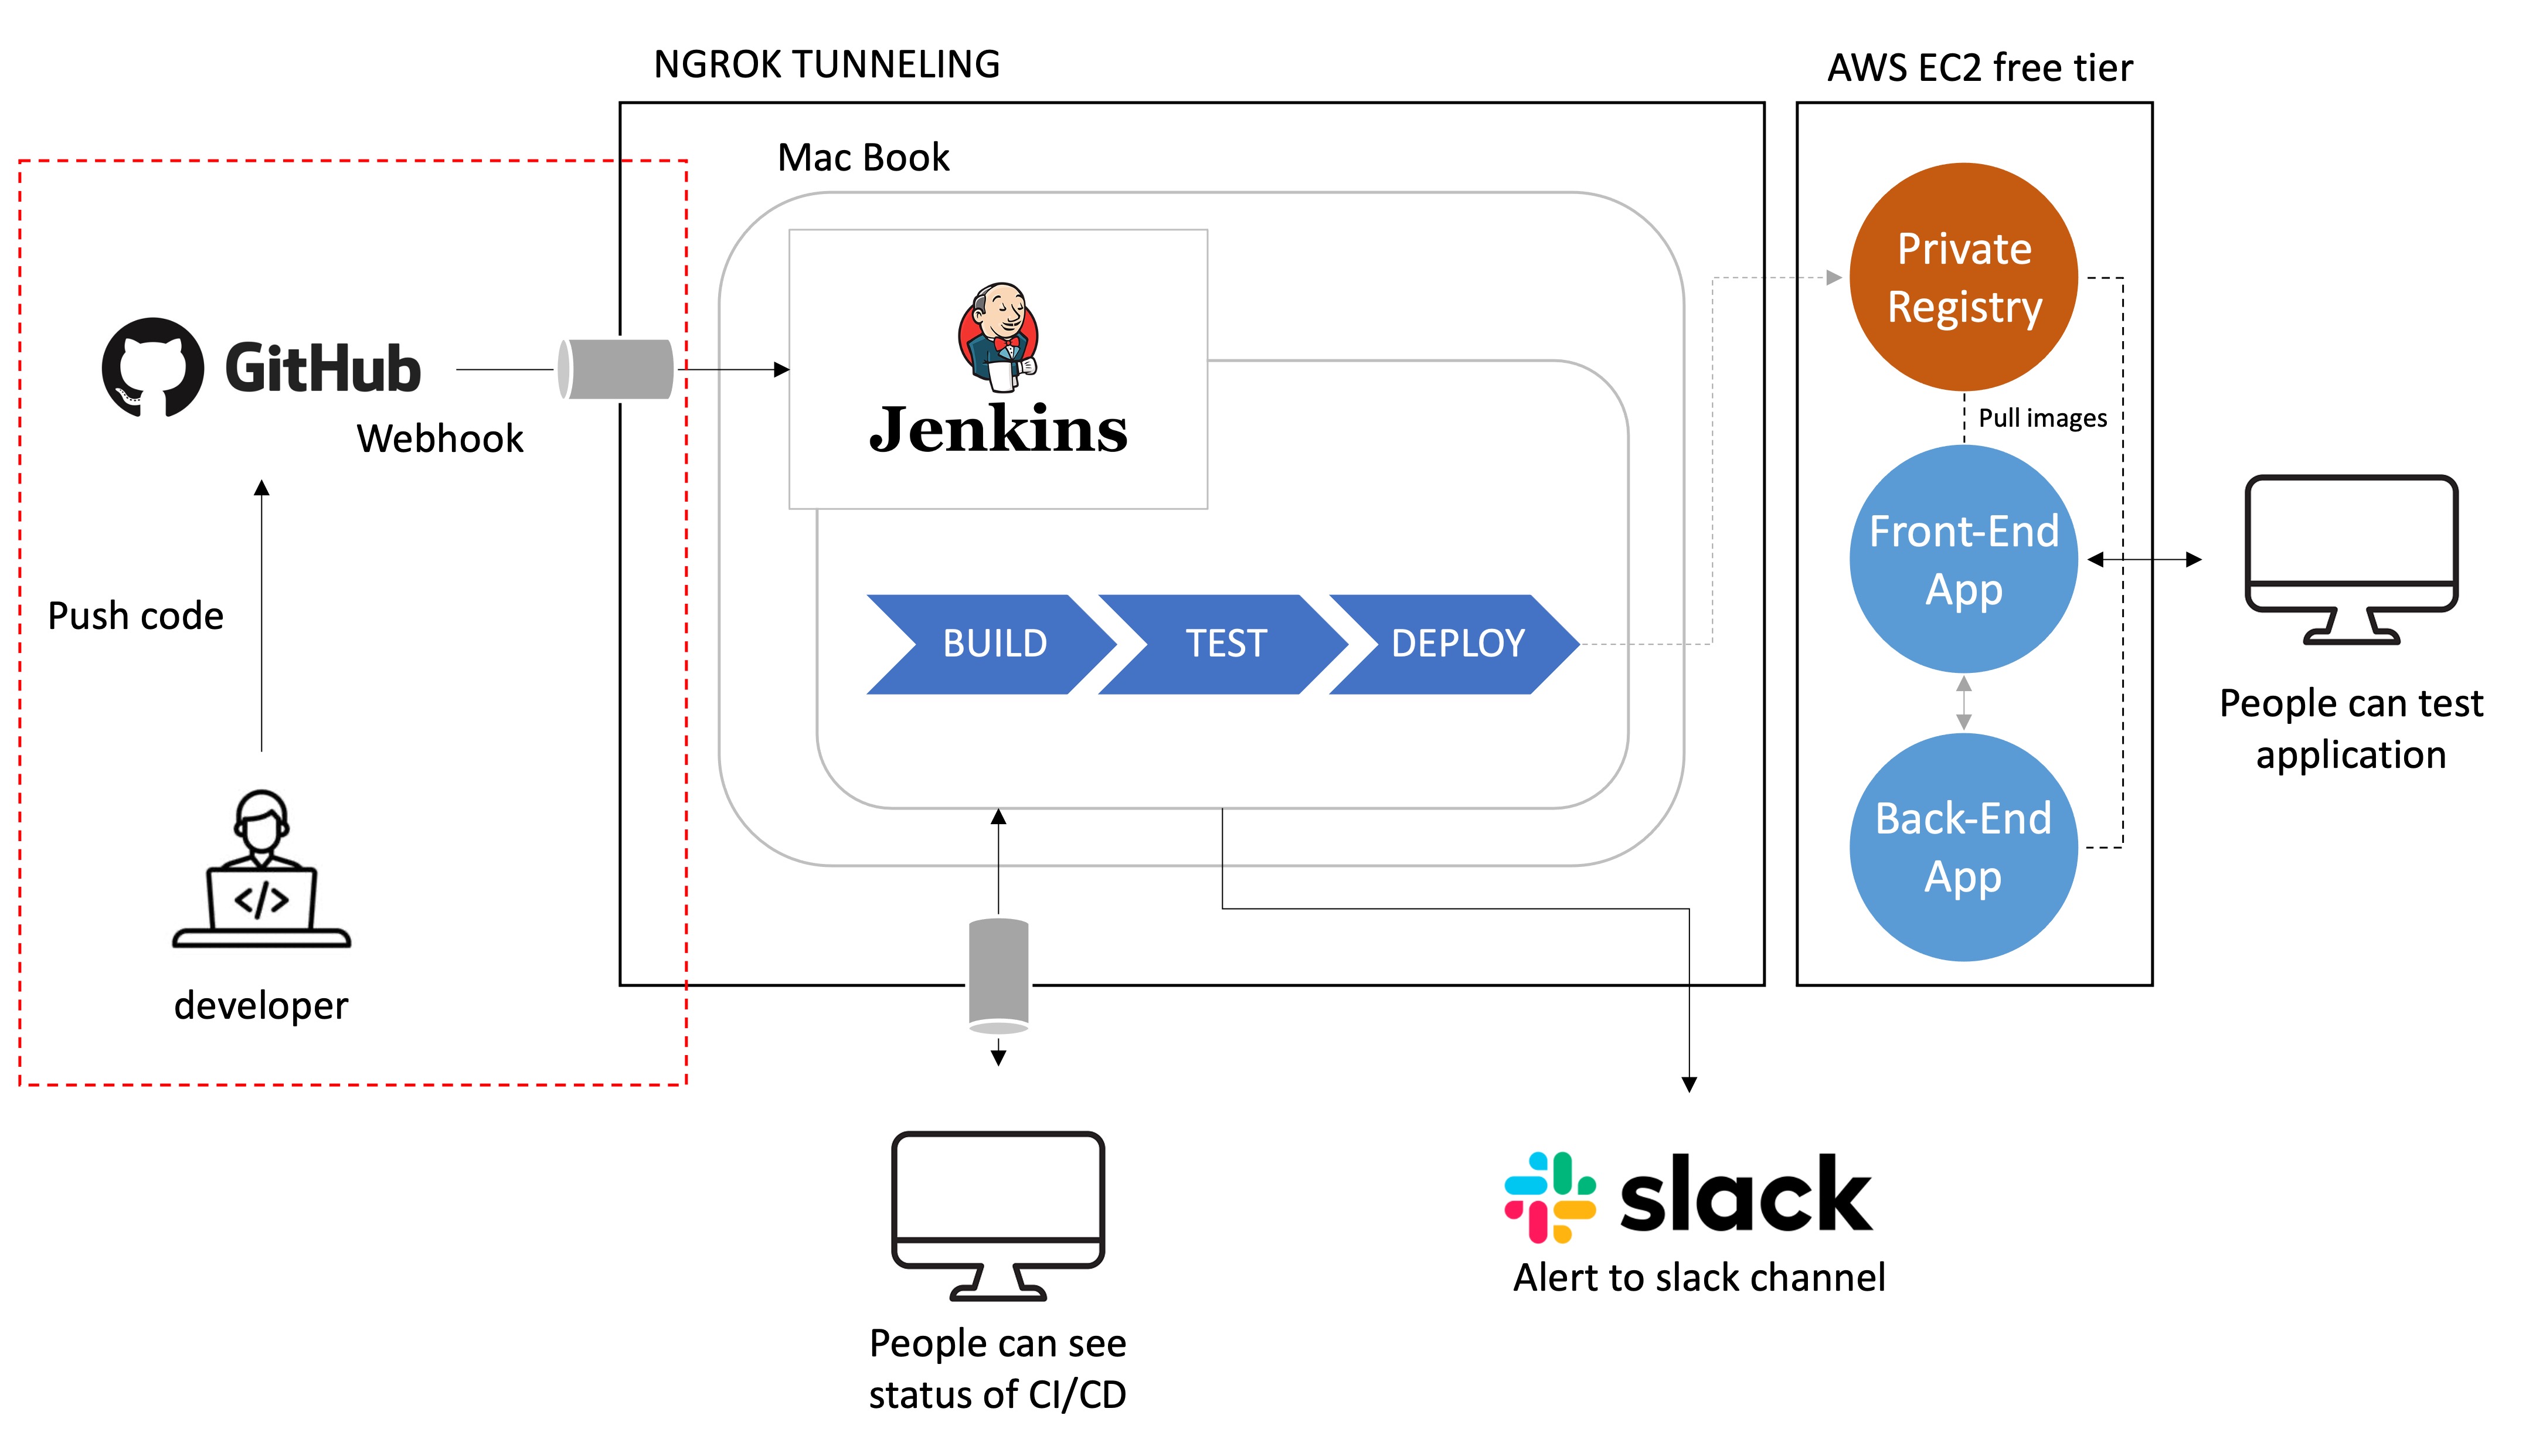 NGROK TUNNELING
AWS EC2 free tier
Mac Book
GitHub
Webhook
Push code
</>
developer
Jenkins
BUILD
TEST
DEPLOY
Private
Registry
Pull images
Front-End
App
Back-End
App
People can test
application
People can see
status of CI/CD
slack
Alert to slack channel